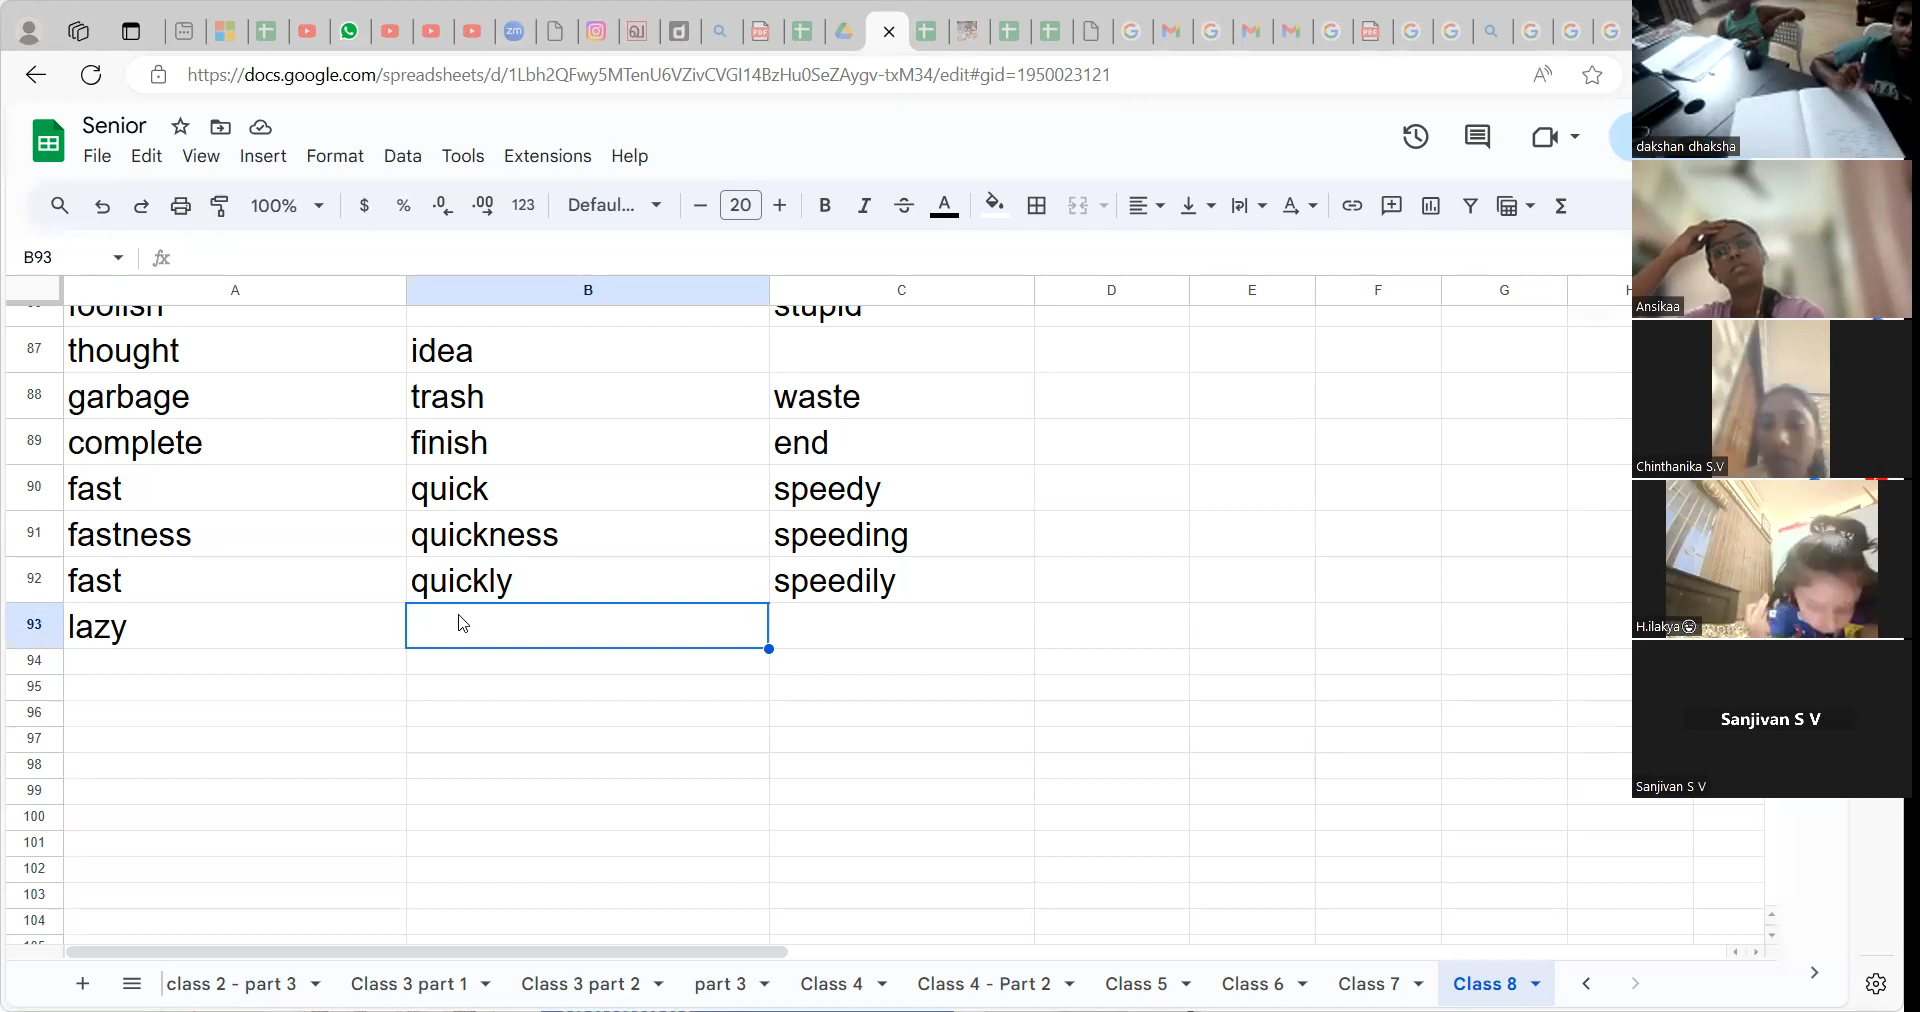 https://docs.google.com/spreadsheets/d/1Lbh2QFwy5MTenU6VZivCVGI14BzHu0SeZAygv-txM34/edit#gid=1950023121
Senior
File Edit View Insert Format Data Tools Extensions Help
100% $ % .0 .00 123 Defaul... 20 B I A
B93 fx
A B C D E F G H
foolish stupid
87 thought idea
88 garbage trash waste
89 complete finish end
90 fast quick speedy
91 fastness quickness speeding
92 fast quickly speedily
93 lazy
94
95
96
97
98
99
100
101
102
103
104
105
class 2 - part 3 Class 3 part 1 Class 3 part 2 part 3 Class 4 Class 4 - Part 2 Class 5 Class 6 Class 7 Class 8
dakshan dhaksha
Ansikaa
Chinthanika S.V
H.ilakya😀
Sanjivan S V
Sanjivan S V